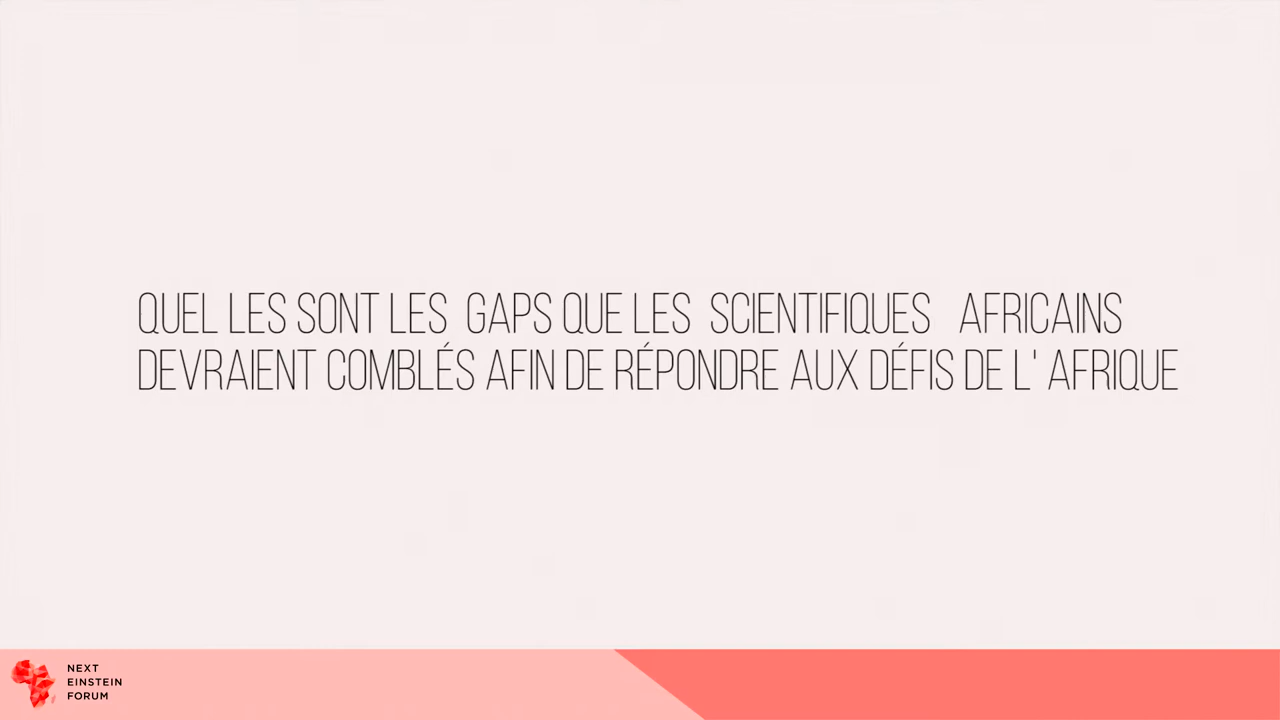 QUEL LES SONT LES GAPS QUE LES SCIENTIFIQUES AFRICAINS
DEVRAIENT COMBLÉS AFIN DE RÉPONDRE AUX DÉFIS DE L' AFRIQUE
NEXT
EINSTEIN
FORUM